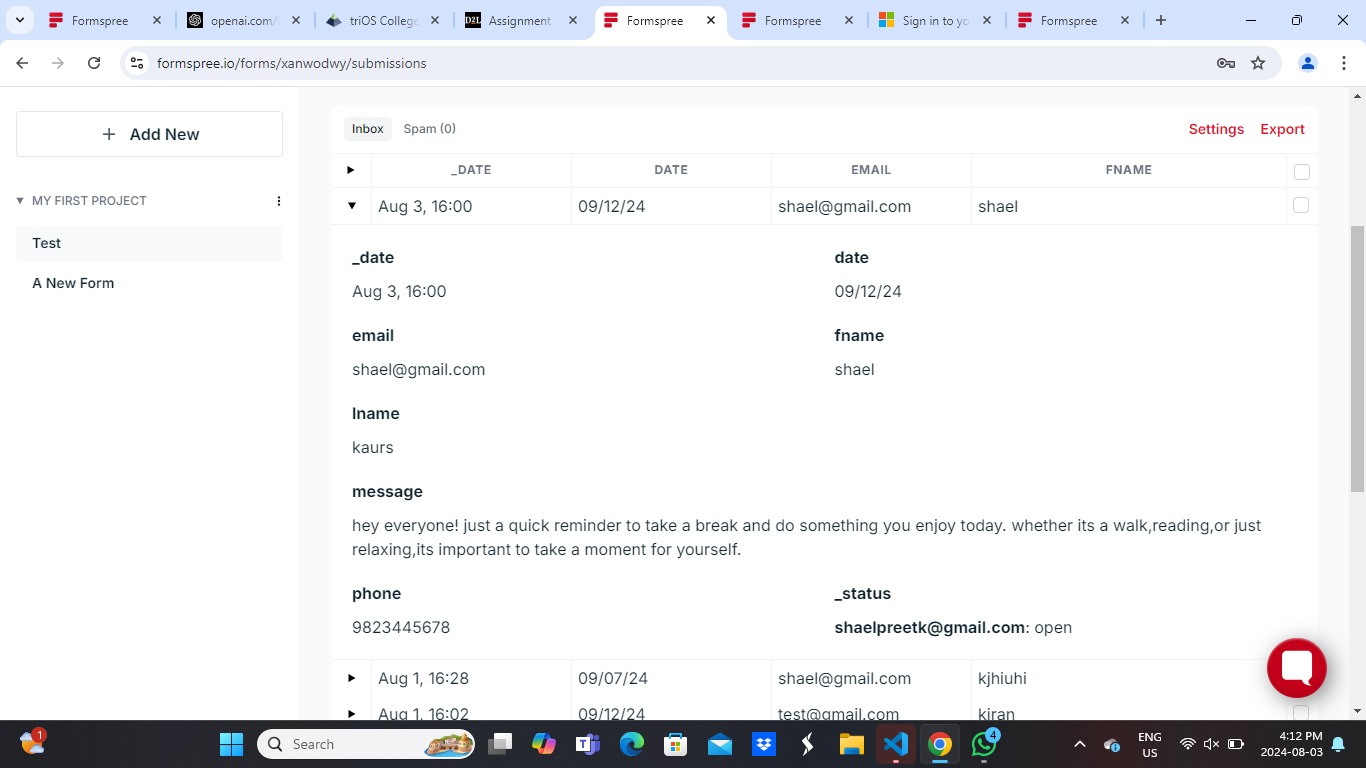 Formspree
openai.com/
triOS College
Assignment
Formspree
Formspree
Sign in to yo
Formspree
formspree.io/forms/xanwodwy/submissions
Add New
MY FIRST PROJECT
Test
A New Form
Inbox Spam (0) Settings Export
_DATE DATE EMAIL FNAME
Aug 3, 16:00 09/12/24 shael@gmail.com shael
_date date
Aug 3, 16:00 09/12/24
email fname
shael@gmail.com shael
lname
kaurs
message
hey everyone! just a quick reminder to take a break and do something you enjoy today. whether its a walk,reading,or just
relaxing,its important to take a moment for yourself.
phone _status
9823445678 shaelpreetk@gmail.com: open
Aug 1, 16:28 09/07/24 shael@gmail.com kjhiuhi
Aug 1, 16:02 09/12/24 test@gmail.com kiran
1
Search
4
ENG
US
4:12 PM
2024-08-03